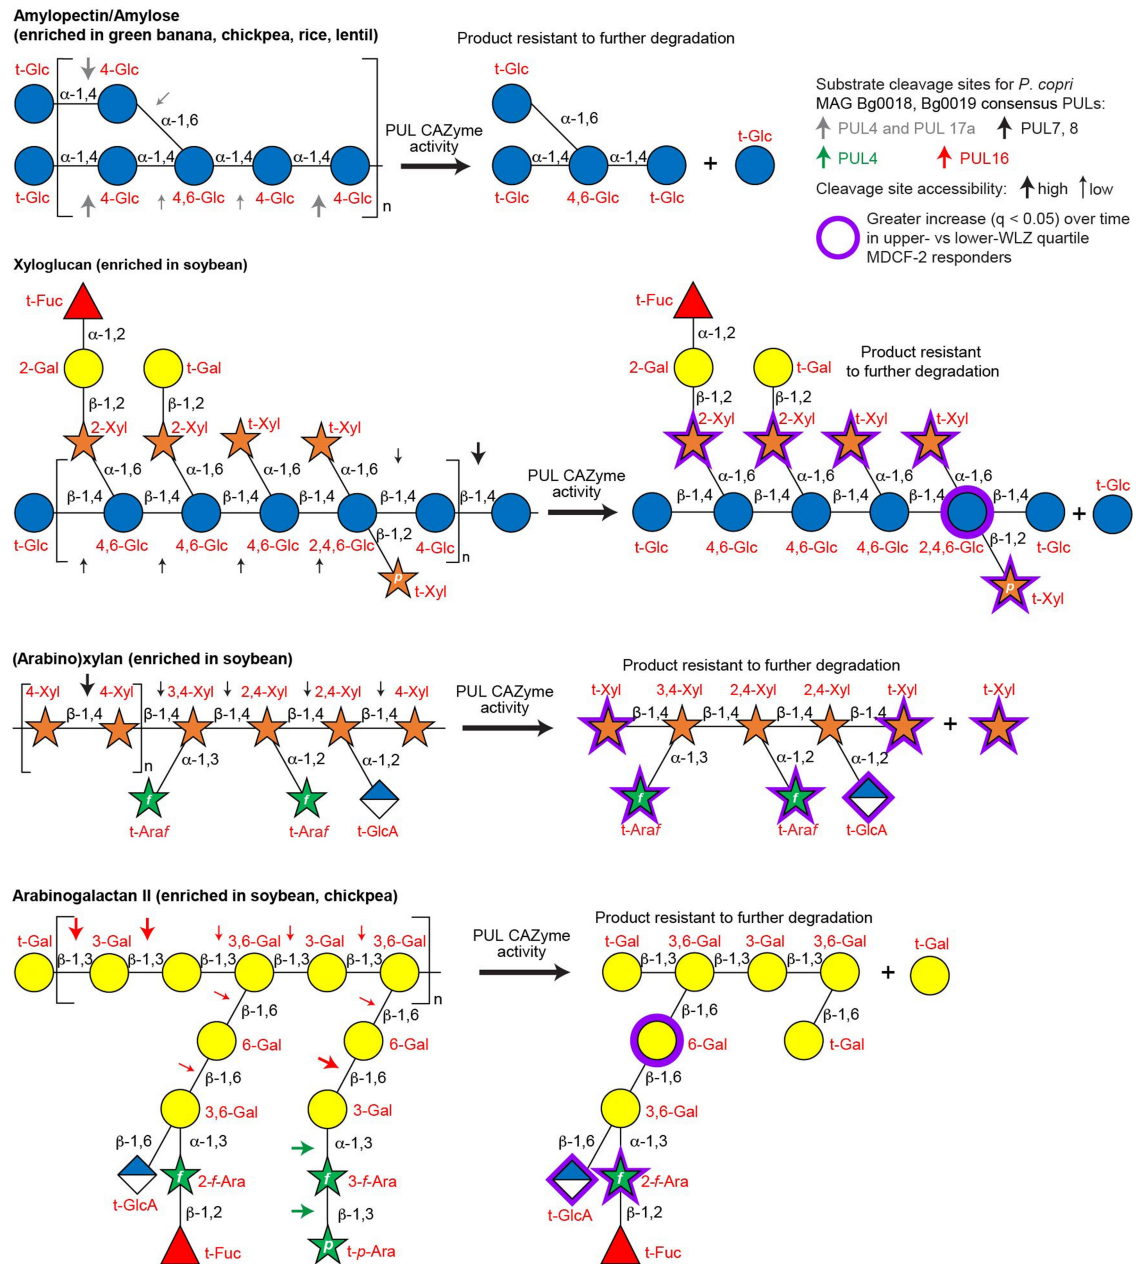 Amylopectin/Amylose
(enriched in green banana, chickpea, rice, lentil)
Product resistant to further degradation
t-Glc
4-Glc
α-1,4
α-1,6
α-1,4
α-1,4
α-1,4
α-1,4
t-Glc
4-Glc
4,6-Glc
4-Glc
4-Glc
n
PUL CAZyme
activity
t-Glc
α-1,6
α-1,4
α-1,4
t-Glc
4,6-Glc
t-Glc
+
t-Glc
Substrate cleavage sites for P. copri
MAG Bg0018, Bg0019 consensus PULs:
PUL4 and PUL 17a
PUL7, 8
PUL4
PUL16
Cleavage site accessibility:
high
low
Greater increase (q < 0.05) over time
in upper- vs lower-WLZ quartile
MDCF-2 responders
Xyloglucan (enriched in soybean)
t-Fuc
α-1,2
2-Gal
t-Gal
β-1,2
β-1,2
2-Xyl
2-Xyl
t-Xyl
t-Xyl
α-1,6
α-1,6
α-1,6
α-1,6
β-1,4
β-1,4
β-1,4
β-1,4
β-1,4
β-1,4
β-1,2
t-Glc
4,6-Glc
4,6-Glc
4,6-Glc
2,4,6-Glc
4-Glc
n
p
t-Xyl
PUL CAZyme
activity
t-Fuc
α-1,2
2-Gal
t-Gal
Product resistant
to further degradation
β-1,2
β-1,2
2-Xyl
2-Xyl
t-Xyl
t-Xyl
α-1,6
α-1,6
α-1,6
α-1,6
β-1,4
β-1,4
β-1,4
β-1,4
β-1,4
β-1,2
t-Glc
4,6-Glc
4,6-Glc
4,6-Glc
2,4,6-Glc
t-Glc
p
t-Xyl
+
t-Glc
(Arabino)xylan (enriched in soybean)
4-Xyl
4-Xyl
3,4-Xyl
2,4-Xyl
2,4-Xyl
4-Xyl
β-1,4
β-1,4
β-1,4
β-1,4
β-1,4
n
α-1,3
α-1,2
α-1,2
f
f
t-Araf
t-Araf
t-GlcA
PUL CAZyme
activity
Product resistant to further degradation
t-Xyl
3,4-Xyl
2,4-Xyl
2,4-Xyl
t-Xyl
β-1,4
β-1,4
β-1,4
β-1,4
α-1,3
α-1,2
α-1,2
f
f
t-Araf
t-Araf
t-GlcA
+
t-Xyl
Arabinogalactan II (enriched in soybean, chickpea)
t-Gal
3-Gal
3,6-Gal
3-Gal
3,6-Gal
β-1,3
β-1,3
β-1,3
β-1,3
β-1,3
n
β-1,6
β-1,6
6-Gal
6-Gal
β-1,6
β-1,6
3,6-Gal
3-Gal
β-1,6
α-1,3
α-1,3
f
f
t-GlcA
2-f-Ara
3-f-Ara
β-1,2
β-1,3
p
t-Fuc
t-p-Ara
PUL CAZyme
activity
Product resistant to further degradation
t-Gal
3,6-Gal
3-Gal
3,6-Gal
β-1,3
β-1,3
β-1,3
+
t-Gal
β-1,6
β-1,6
6-Gal
t-Gal
β-1,6
3,6-Gal
β-1,6
α-1,3
f
2-f-Ara
t-GlcA
β-1,2
t-Fuc